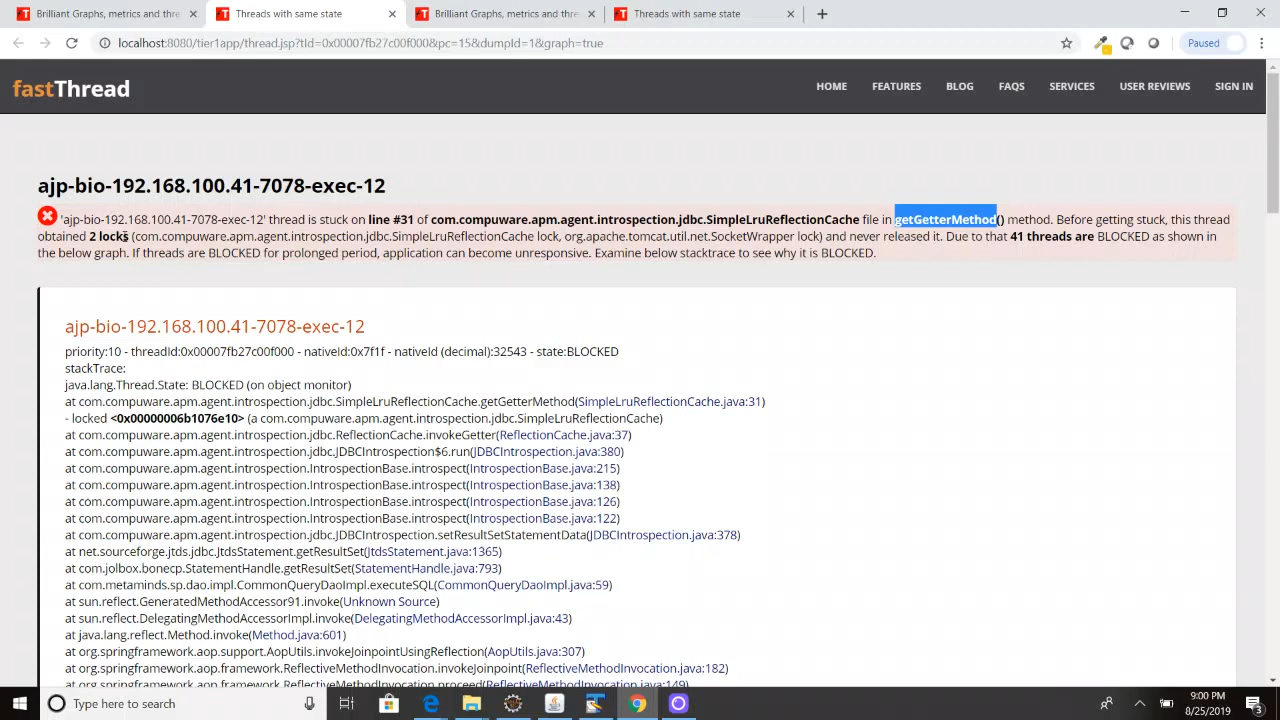 Brilliant Graphs, metrics and thre
Threads with same state
Brilliant Graphs, metrics and thre
Threads with same state
localhost:8080/tier1app/thread.jsp?tId=0x00007fb27c00f000&pc=15&dumpId=1&graph=true
Paused
fastThread
HOME
FEATURES
BLOG
FAQS
SERVICES
USER REVIEWS
SIGN IN
ajp-bio-192.168.100.41-7078-exec-12
'ajp-bio-192.168.100.41-7078-exec-12' thread is stuck on line #31 of com.compuware.apm.agent.introspection.jdbc.SimpleLruReflectionCache file in getGetterMethod() method. Before getting stuck, this thread
obtained 2 locks (com.compuware.apm.agent.introspection.jdbc.SimpleLruReflectionCache lock, org.apache.tomcat.util.net.SocketWrapper lock) and never released it. Due to that 41 threads are BLOCKED as shown in
the below graph. If threads are BLOCKED for prolonged period, application can become unresponsive. Examine below stacktrace to see why it is BLOCKED.
ajp-bio-192.168.100.41-7078-exec-12
priority:10 - threadId:0x00007fb27c00f000 - nativeId:0x7f1f - nativeId (decimal):32543 - state:BLOCKED
stackTrace:
java.lang.Thread.State: BLOCKED (on object monitor)
at com.compuware.apm.agent.introspection.jdbc.SimpleLruReflectionCache.getGetterMethod(SimpleLruReflectionCache.java:31)
- locked <0x00000006b1076e10> (a com.compuware.apm.agent.introspection.jdbc.SimpleLruReflectionCache)
at com.compuware.apm.agent.introspection.jdbc.ReflectionCache.invokeGetter(ReflectionCache.java:37)
at com.compuware.apm.agent.introspection.jdbc.JDBCIntrospection$6.run(JDBCIntrospection.java:380)
at com.compuware.apm.agent.introspection.IntrospectionBase.introspect(IntrospectionBase.java:215)
at com.compuware.apm.agent.introspection.IntrospectionBase.introspect(IntrospectionBase.java:138)
at com.compuware.apm.agent.introspection.IntrospectionBase.introspect(IntrospectionBase.java:126)
at com.compuware.apm.agent.introspection.IntrospectionBase.introspect(IntrospectionBase.java:122)
at com.compuware.apm.agent.introspection.jdbc.JDBCIntrospection.setResultSetStatementData(JDBCIntrospection.java:378)
at net.sourceforge.jtds.jdbc.JtdsStatement.getResultSet(JtdsStatement.java:1365)
at com.jolbox.bonecp.StatementHandle.getResultSet(StatementHandle.java:793)
at com.metaminds.sp.dao.impl.CommonQueryDaoImpl.executeSQL(CommonQueryDaoImpl.java:59)
at sun.reflect.GeneratedMethodAccessor91.invoke(Unknown Source)
at sun.reflect.DelegatingMethodAccessorImpl.invoke(DelegatingMethodAccessorImpl.java:43)
at java.lang.reflect.Method.invoke(Method.java:601)
at org.springframework.aop.support.AopUtils.invokeJoinpointUsingReflection(AopUtils.java:307)
at org.springframework.aop.framework.ReflectiveMethodInvocation.invokeJoinpoint(ReflectiveMethodInvocation.java:182)
at org.springframework.aop.framework.ReflectiveMethodInvocation.proceed(ReflectiveMethodInvocation.java:149)
Type here to search
9:00 PM
8/25/2019
3